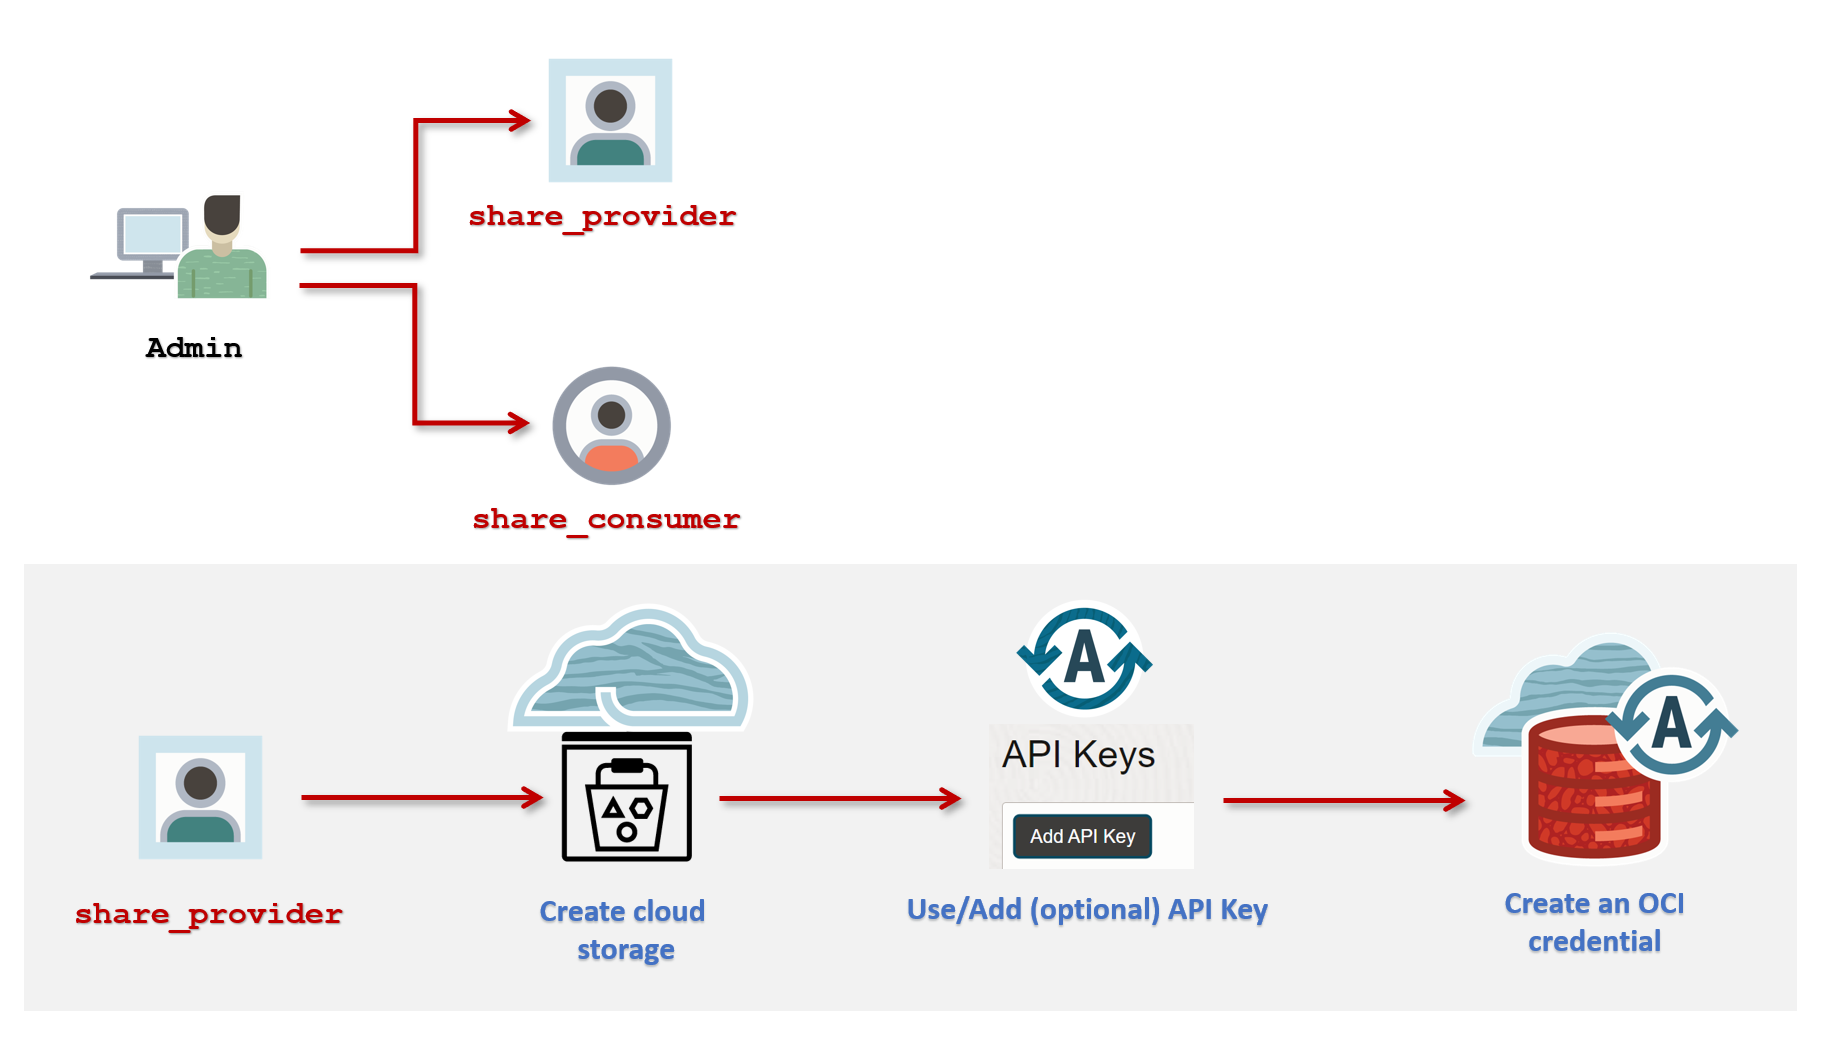 share_provider
Admin
share_consumer
A
API Keys
Add API Key
A
share_provider
Create cloud
storage
Use/Add (optional) API Key
Create an OCI
credential